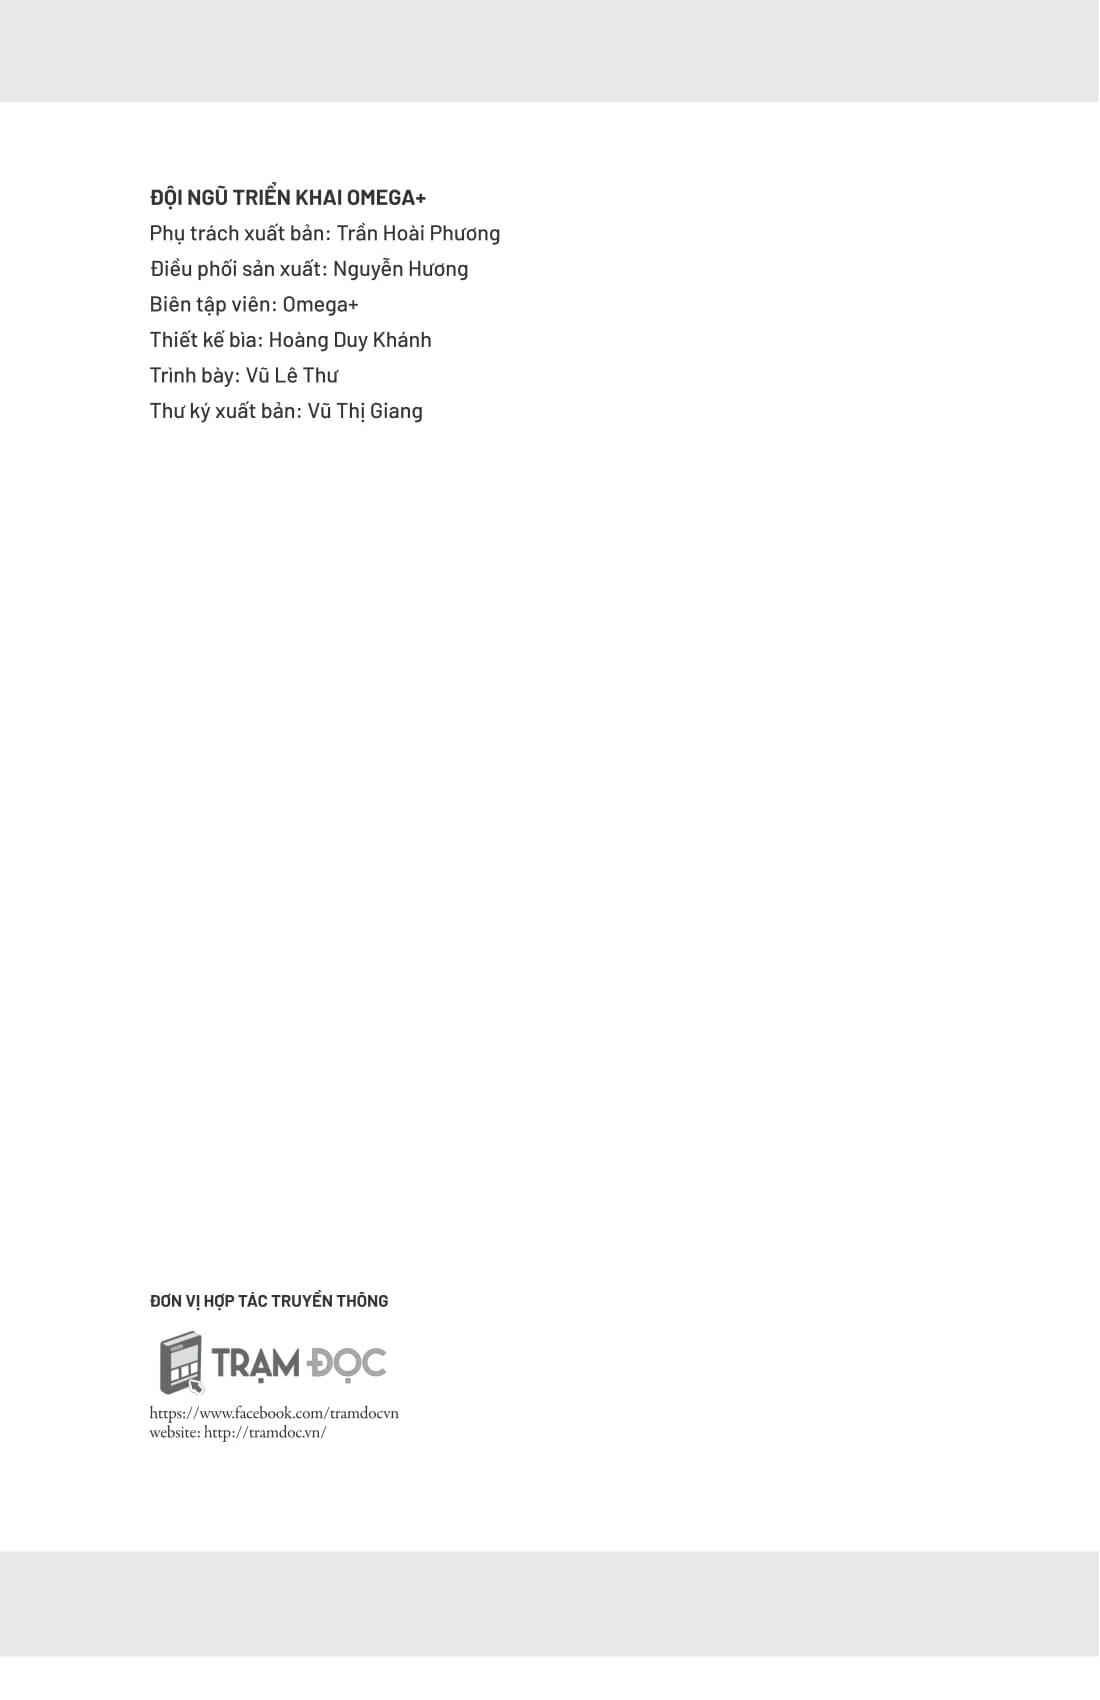 ĐỘI NGŨ TRIỂN KHAI OMEGA+
Phụ trách xuất bản: Trần Hoài Phương
Điều phối sản xuất: Nguyễn Hương
Biên tập viên: Omega+
Thiết kế bìa: Hoàng Duy Khánh
Trình bày: Vũ Lê Thư
Thư ký xuất bản: Vũ Thị Giang
ĐƠN VỊ HỢP TÁC TRUYỀN THÔNG
TRẠM ĐỌC
https://www.facebook.com/tramdocvn
website: http://tramdoc.vn/